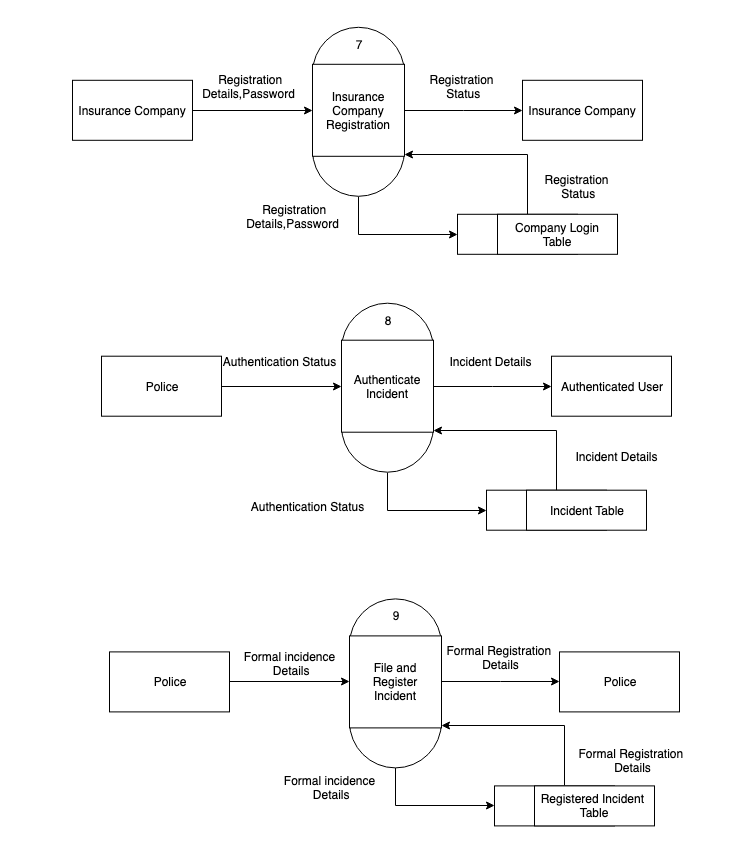 7
Registration
Details,Password
Registration
Status
Insurance Company
Insurance
Company
Registration
Insurance Company
Registration
Status
Registration
Details,Password
Company Login
Table
8
Authentication Status
Incident Details
Police
Authenticate
Incident
Authenticated User
Incident Details
Authentication Status
Incident Table
9
Formal incidence
Details
Formal Registration
Details
Police
File and
Register
Incident
Police
Formal Registration
Details
Formal incidence
Details
Registered Incident
Table